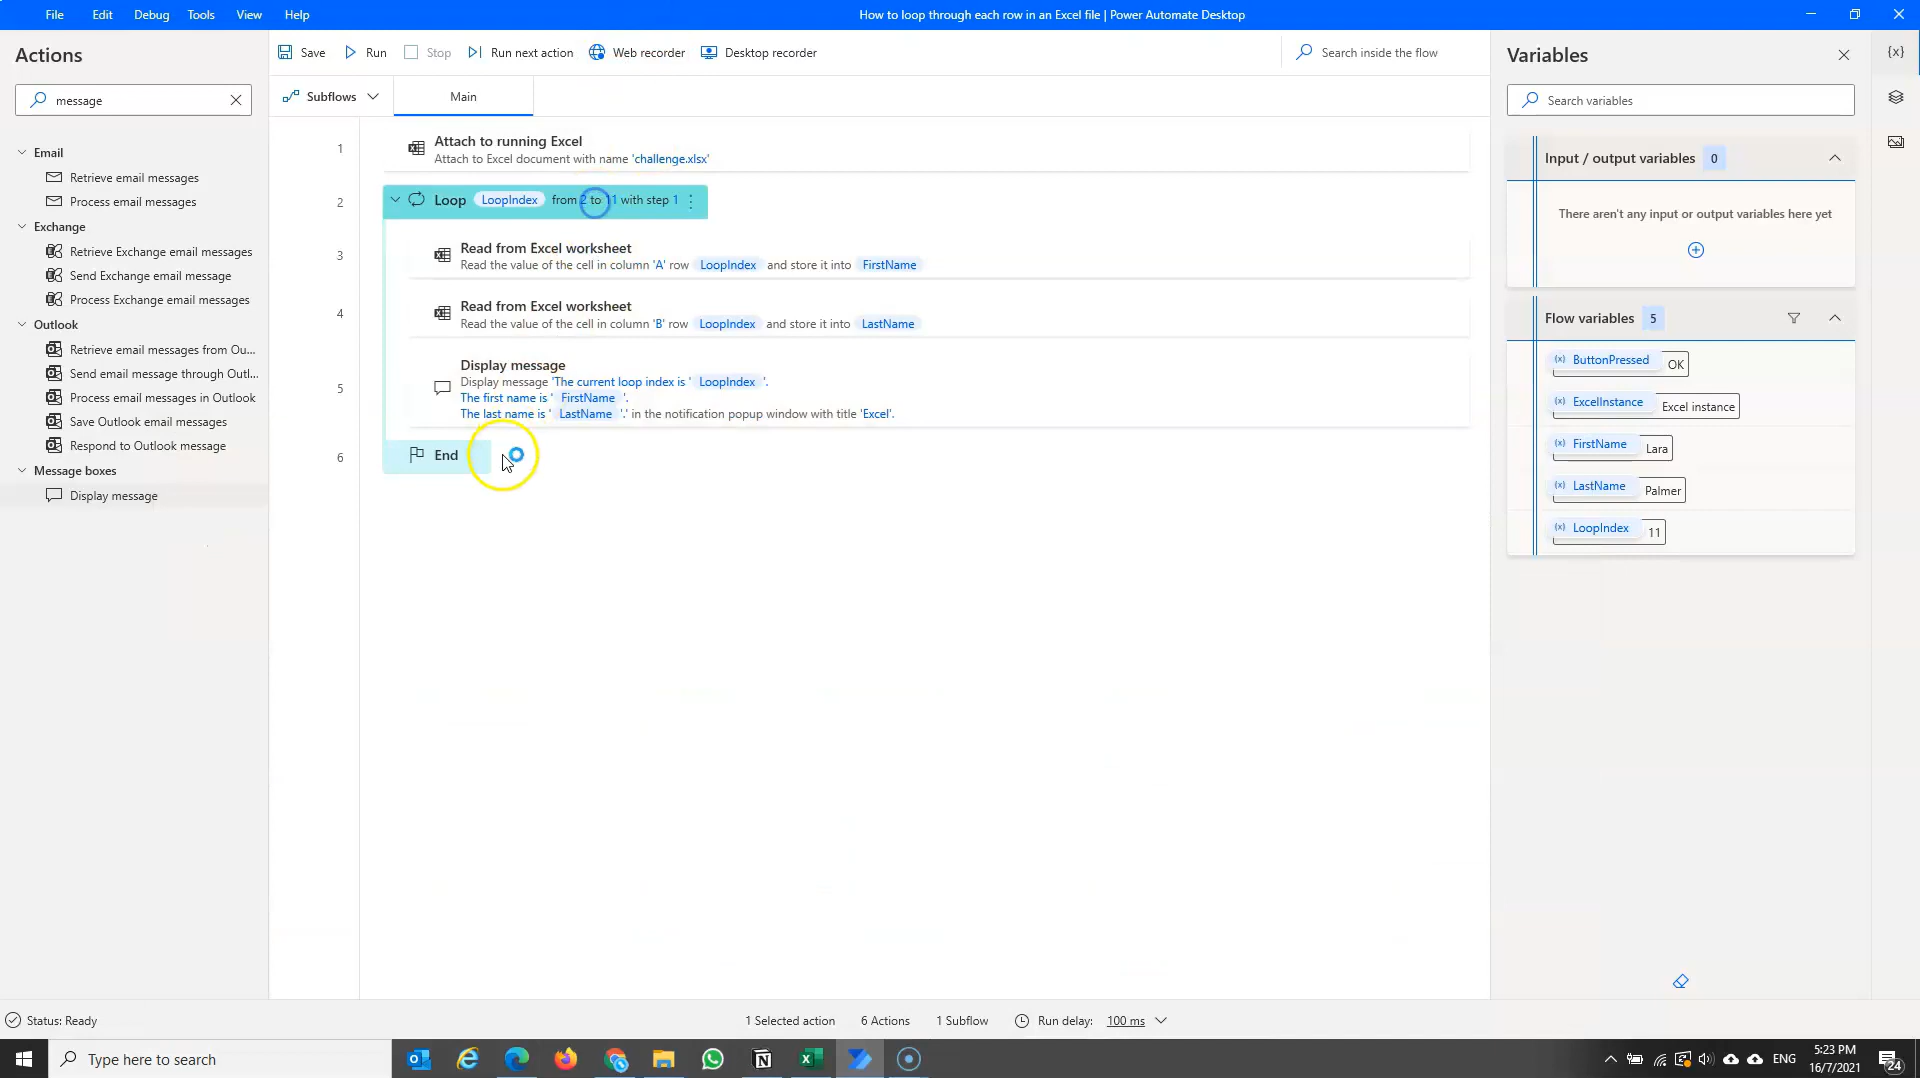 File Edit Debug Tools View Help
How to loop through each row in an Excel file | Power Automate Desktop
Actions
message
Email
Retrieve email messages
Process email messages
Exchange
Retrieve Exchange email messages
Send Exchange email message
Process Exchange email messages
Outlook
Retrieve email messages from Ou...
Send email message through Outl...
Process email messages in Outlook
Save Outlook email messages
Respond to Outlook message
Message boxes
Display message
Save Run Stop Run next action Web recorder Desktop recorder
Search inside the flow
Subflows Main
1 Attach to running Excel
Attach to Excel document with name 'challenge.xlsx'
2 Loop LoopIndex from 2 to 11 with step 1
3 Read from Excel worksheet
Read the value of the cell in column 'A' row LoopIndex and store it into FirstName
4 Read from Excel worksheet
Read the value of the cell in column 'B' row LoopIndex and store it into LastName
Display message
5 Display message 'The current loop index is ' LoopIndex '.
The first name is ' FirstName '.
The last name is ' LastName '.' in the notification popup window with title 'Excel'.
6 End
Variables
{x}
Search variables
Input / output variables 0
There aren't any input or output variables here yet
Flow variables 5
(x) ButtonPressed OK
(x) ExcelInstance Excel instance
(x) FirstName Lara
(x) LastName Palmer
(x) LoopIndex 11
Status: Ready
1 Selected action 6 Actions 1 Subflow Run delay: 100 ms
Type here to search
ENG
5:23 PM
16/7/2021
24